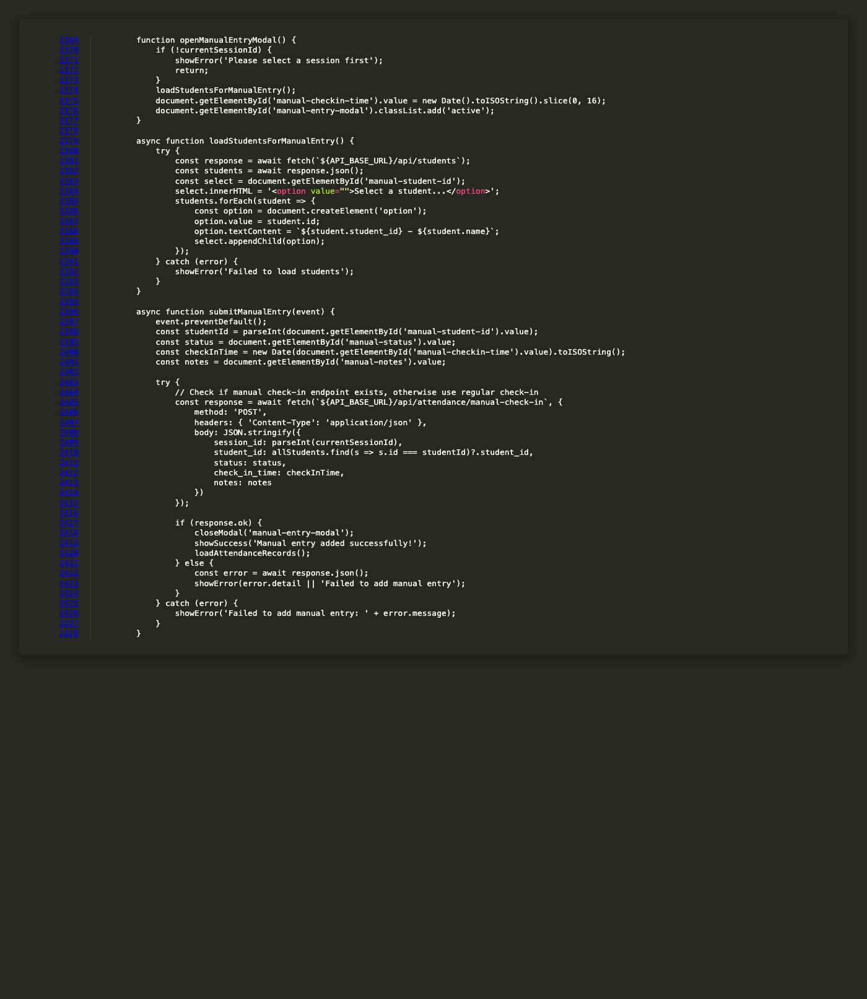 2369 function openManualEntryModal() {
2370 if (!currentSessionId) {
2371 showError('Please select a session first');
2372 return;
2373 }
2374 loadStudentsForManualEntry();
2375 document.getElementById('manual-checkin-time').value = new Date().toISOString().slice(0, 16);
2376 document.getElementById('manual-entry-modal').classList.add('active');
2377 }
2378
2379 async function loadStudentsForManualEntry() {
2380 try {
2381 const response = await fetch(`${API_BASE_URL}/api/students`);
2382 const students = await response.json();
2383 const select = document.getElementById('manual-student-id');
2384 select.innerHTML = '<option value="">Select a student...</option>';
2385 students.forEach(student => {
2386 const option = document.createElement('option');
2387 option.value = student.id;
2388 option.textContent = `${student.student_id} - ${student.name}`;
2389 select.appendChild(option);
2390 });
2391 } catch (error) {
2392 showError('Failed to load students');
2393 }
2394 }
2395
2396 async function submitManualEntry(event) {
2397 event.preventDefault();
2398 const studentId = parseInt(document.getElementById('manual-student-id').value);
2399 const status = document.getElementById('manual-status').value;
2400 const checkInTime = new Date(document.getElementById('manual-checkin-time').value).toISOString();
2401 const notes = document.getElementById('manual-notes').value;
2402
2403 try {
2404 // Check if manual check-in endpoint exists, otherwise use regular check-in
2405 const response = await fetch(`${API_BASE_URL}/api/attendance/manual-check-in`, {
2406 method: 'POST',
2407 headers: { 'Content-Type': 'application/json' },
2408 body: JSON.stringify({
2409 session_id: parseInt(currentSessionId),
2410 student_id: allStudents.find(s => s.id === studentId)?.student_id,
2411 status: status,
2412 check_in_time: checkInTime,
2413 notes: notes
2414 })
2415 });
2416
2417 if (response.ok) {
2418 closeModal('manual-entry-modal');
2419 showSuccess('Manual entry added successfully!');
2420 loadAttendanceRecords();
2421 } else {
2422 const error = await response.json();
2423 showError(error.detail || 'Failed to add manual entry');
2424 }
2425 } catch (error) {
2426 showError('Failed to add manual entry: ' + error.message);
2427 }
2428 }